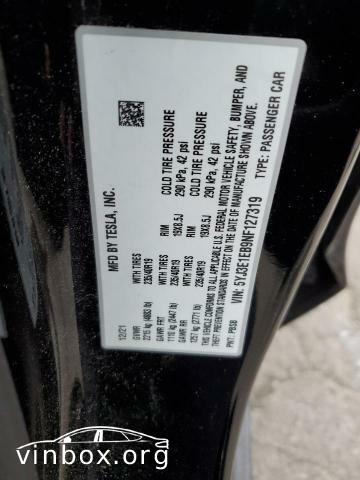 MFD BY TESLA, INC.
12/21
GVWR
2215 kg (4883 lb)
GAWR FRT
1110 kg (2447 lb)
WITH TIRES
235/40R19
RIM
19X8.5J
COLD TIRE PRESSURE
290 kPa, 42 psi
GAWR RR
1257 kg (2771 lb)
WITH TIRES
235/40R19
RIM
19X8.5J
COLD TIRE PRESSURE
290 kPa, 42 psi
THIS VEHICLE CONFORMS TO ALL APPLICABLE U.S. FEDERAL MOTOR VEHICLE SAFETY, BUMPER, AND
THEFT PREVENTION STANDARDS IN EFFECT ON THE DATE OF MANUFACTURE SHOWN ABOVE.
VIN: 5YJ3E1EB9NF127319
TYPE: PASSENGER CAR
PNT: PBSB
vinbox.org